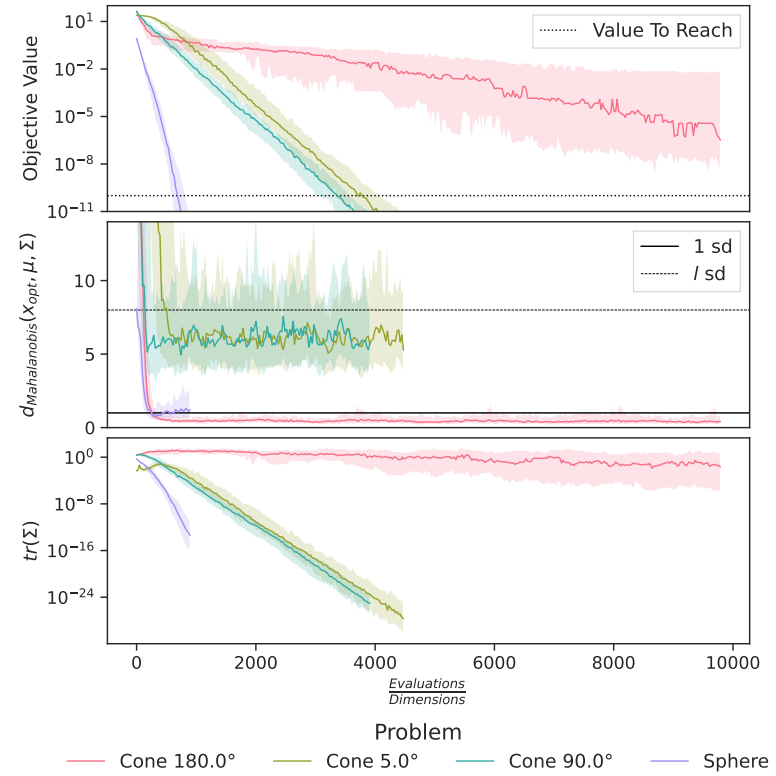 Objective Value
10^1
10^−2
10^−5
10^−8
10^−11
Value To Reach
d_Mahalanobis(x_opt, μ, Σ)
10
5
0
1 sd
l sd
tr(Σ)
10^0
10^−8
10^−16
10^−24
0 2000 4000 6000 8000 10000
Evaluations
Dimensions
Problem
Cone 180.0° Cone 5.0° Cone 90.0° Sphere